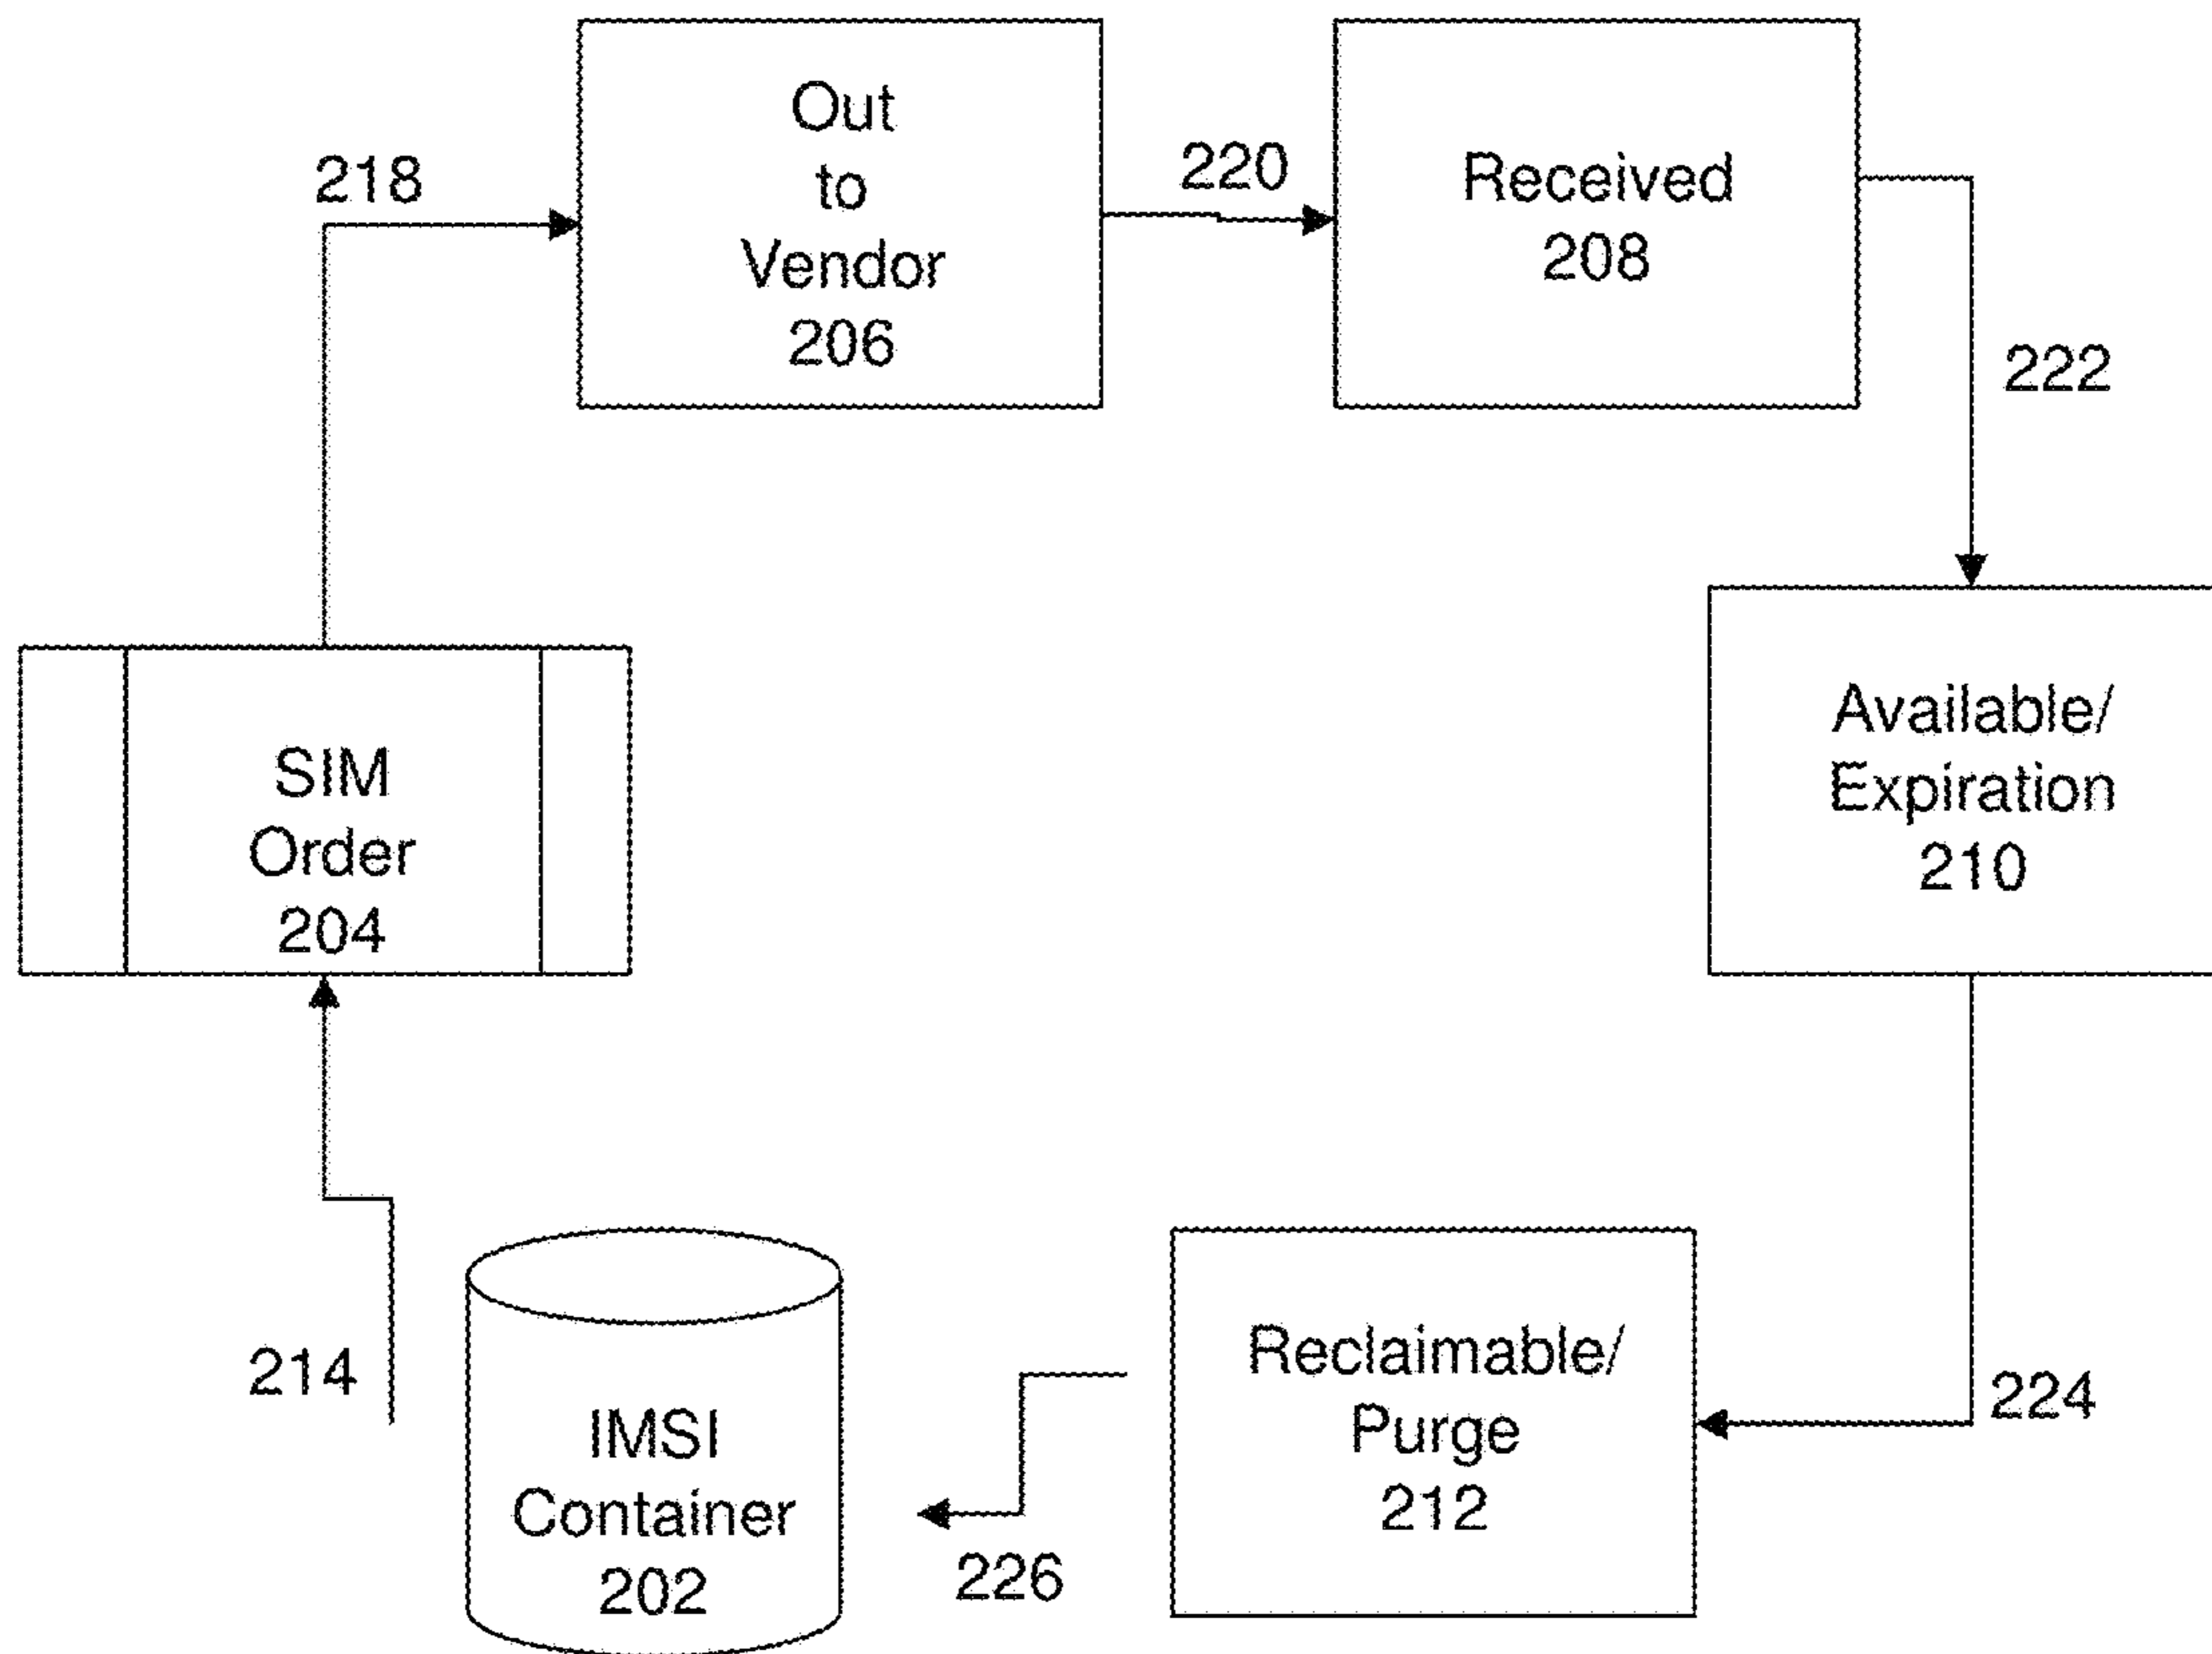 Out
to
Vendor
206
218
220
Received
208
222
SIM
Order
204
Available/
Expiration
210
214
IMSI
Container
202
226
Reclaimable/
Purge
212
224